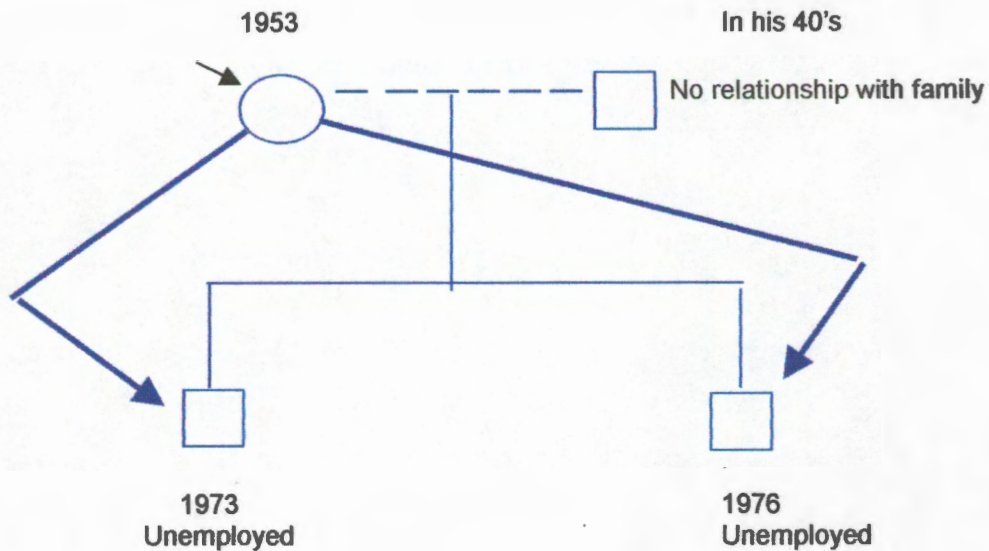 1953
In his 40's
No relationship with family
1973
Unemployed
1976
Unemployed